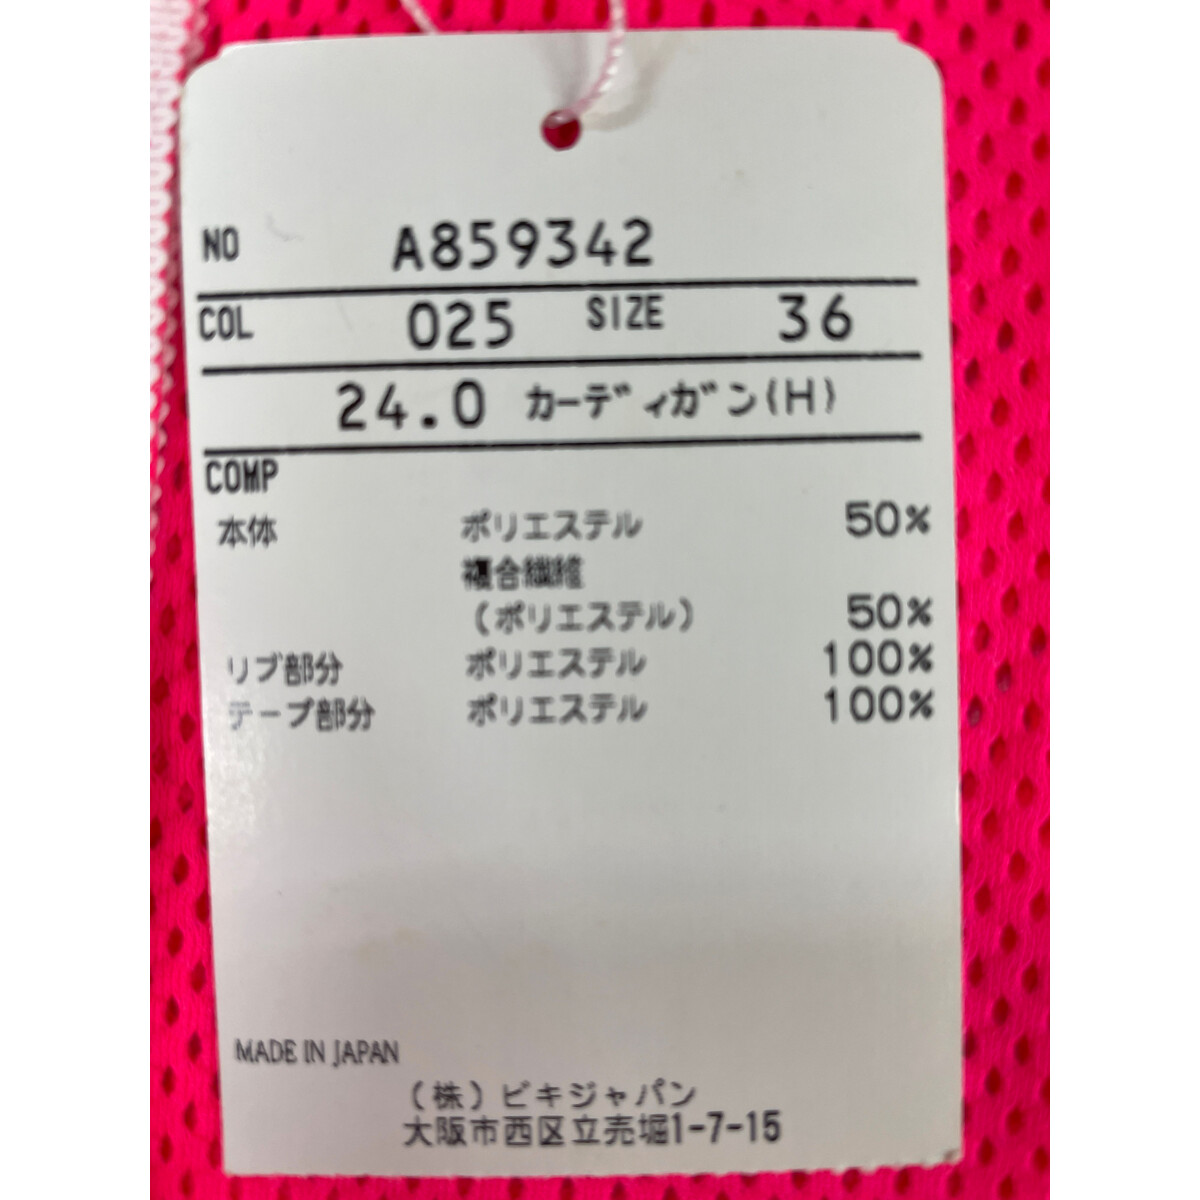 NO A859342
COL 025 SIZE 36
24.0 カーディガン(H)
COMP
本体 ポリエステル 50%
複合繊維
(ポリエステル) 50%
リブ部分 ポリエステル 100%
テープ部分 ポリエステル 100%
MADE IN JAPAN
(株)ビキジャパン
大阪市西区立売堀1-7-15